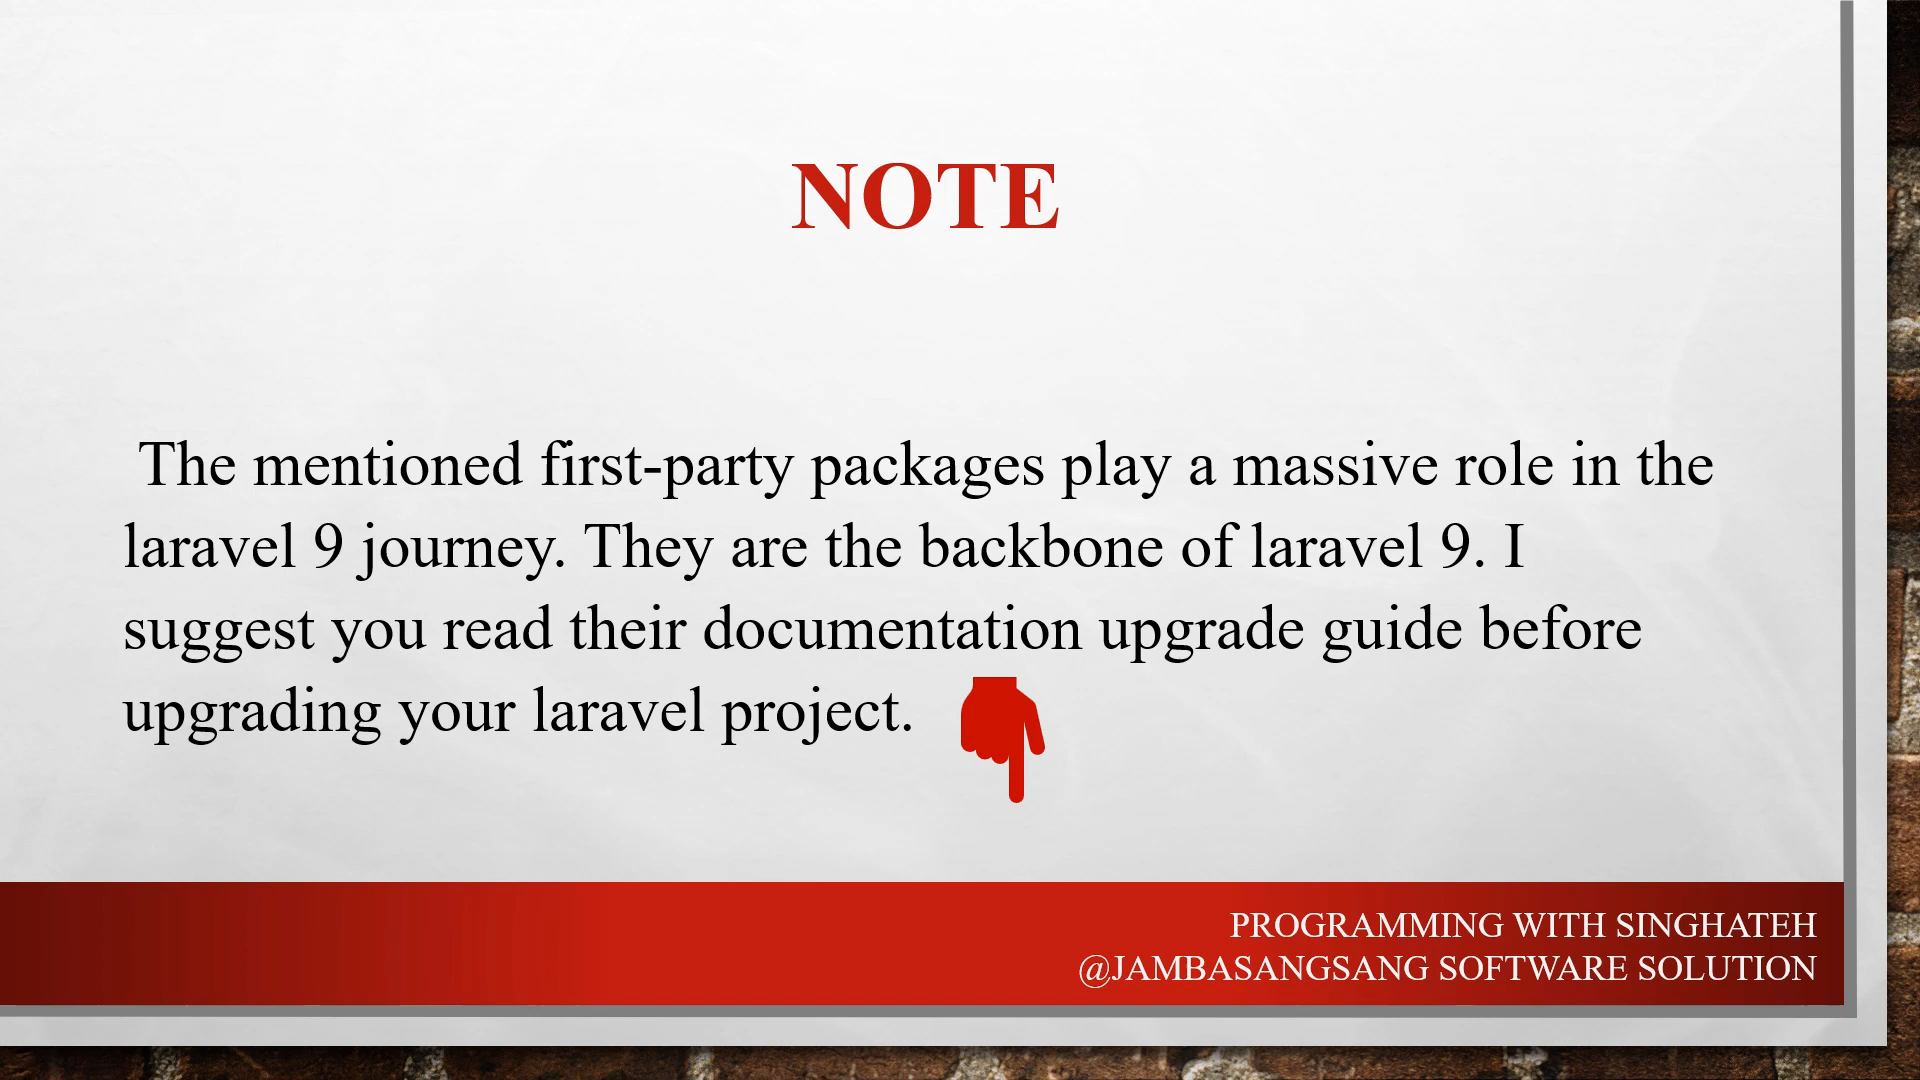 NOTE
The mentioned first-party packages play a massive role in the
laravel 9 journey. They are the backbone of laravel 9. I
suggest you read their documentation upgrade guide before
upgrading your laravel project.
PROGRAMMING WITH SINGHATEH
@JAMBASANGSANG SOFTWARE SOLUTION